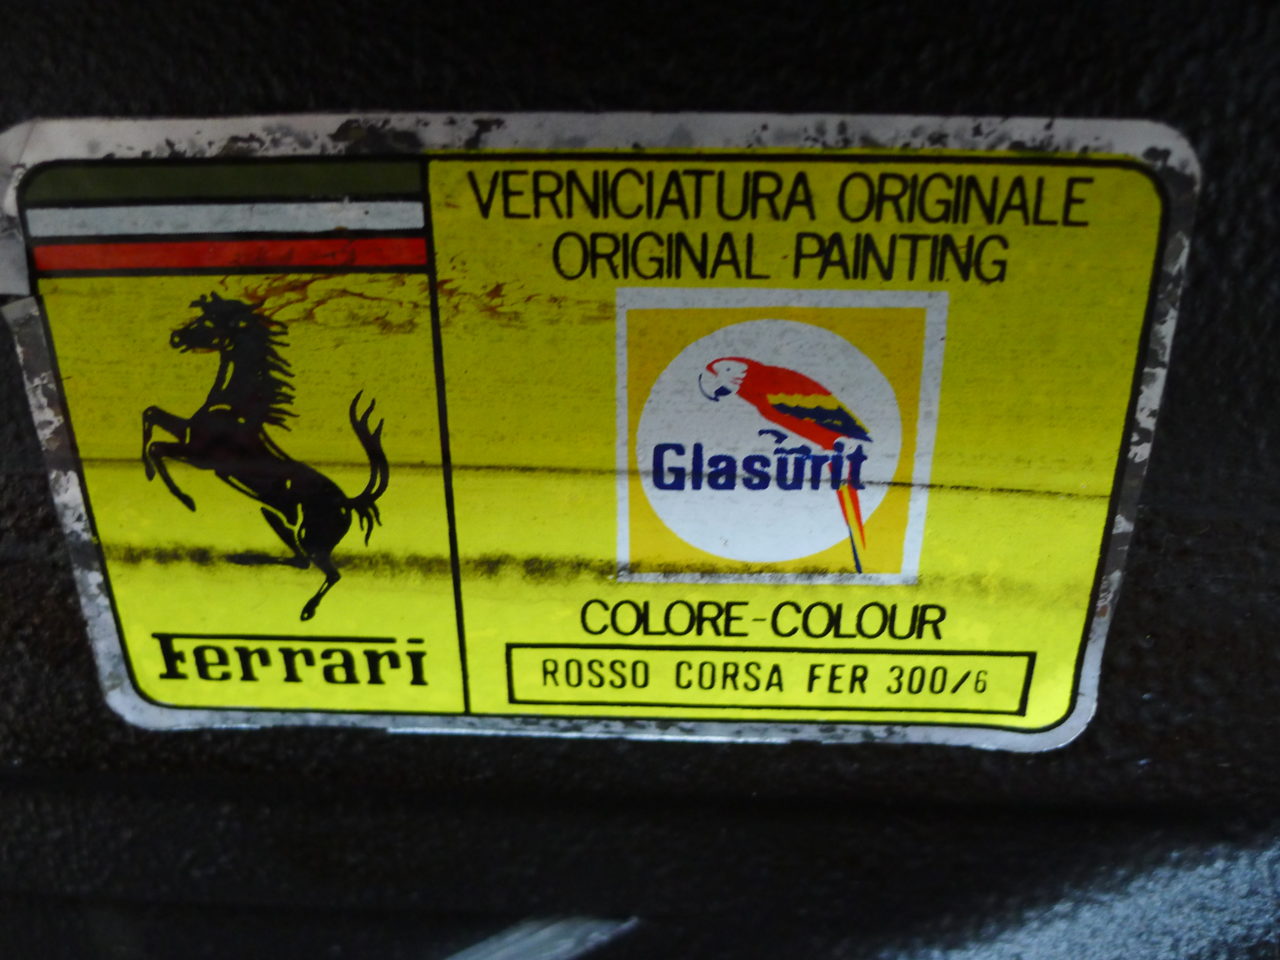 VERNICIATURA ORIGINALE
ORIGINAL PAINTING
Glasurit
COLORE-COLOUR
ROSSO CORSA FER 300/6
Ferrari